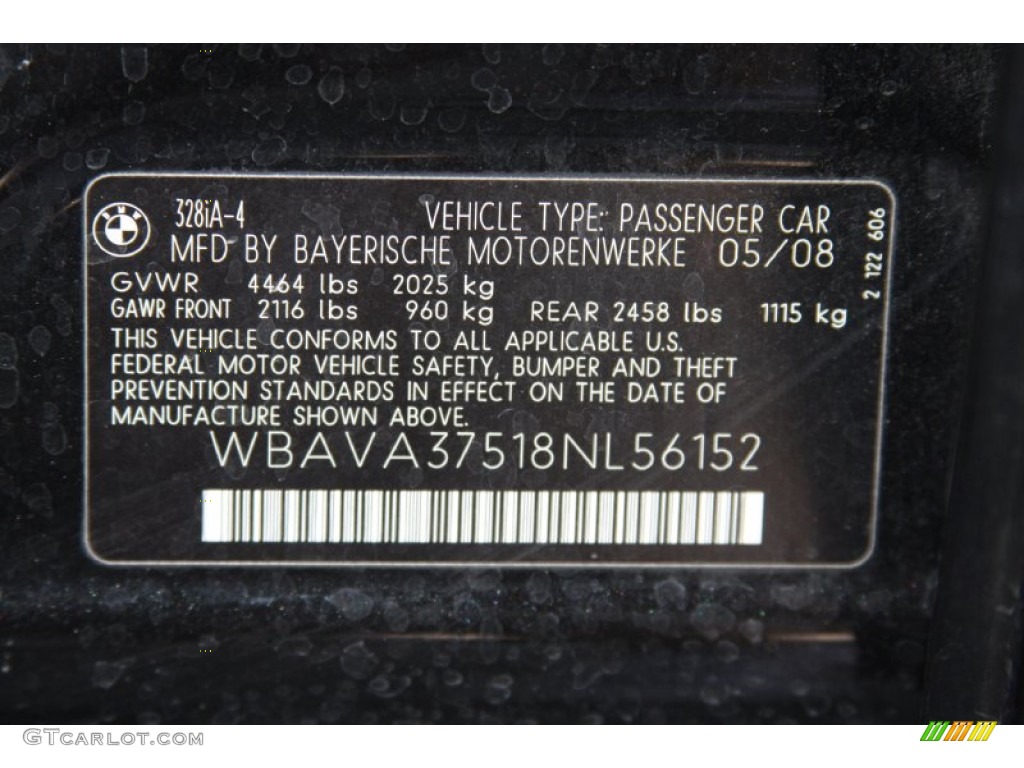 328iA-4 VEHICLE TYPE: PASSENGER CAR
MFD BY BAYERISCHE MOTORENWERKE 05/08
GVWR 4464 lbs 2025 kg
GAWR FRONT 2116 lbs 960 kg REAR 2458 lbs 1115 kg
THIS VEHICLE CONFORMS TO ALL APPLICABLE U.S.
FEDERAL MOTOR VEHICLE SAFETY, BUMPER AND THEFT
PREVENTION STANDARDS IN EFFECT ON THE DATE OF
MANUFACTURE SHOWN ABOVE.
WBAVA37518NL56152
2 122 606
BMW
GTCARLOT.COM